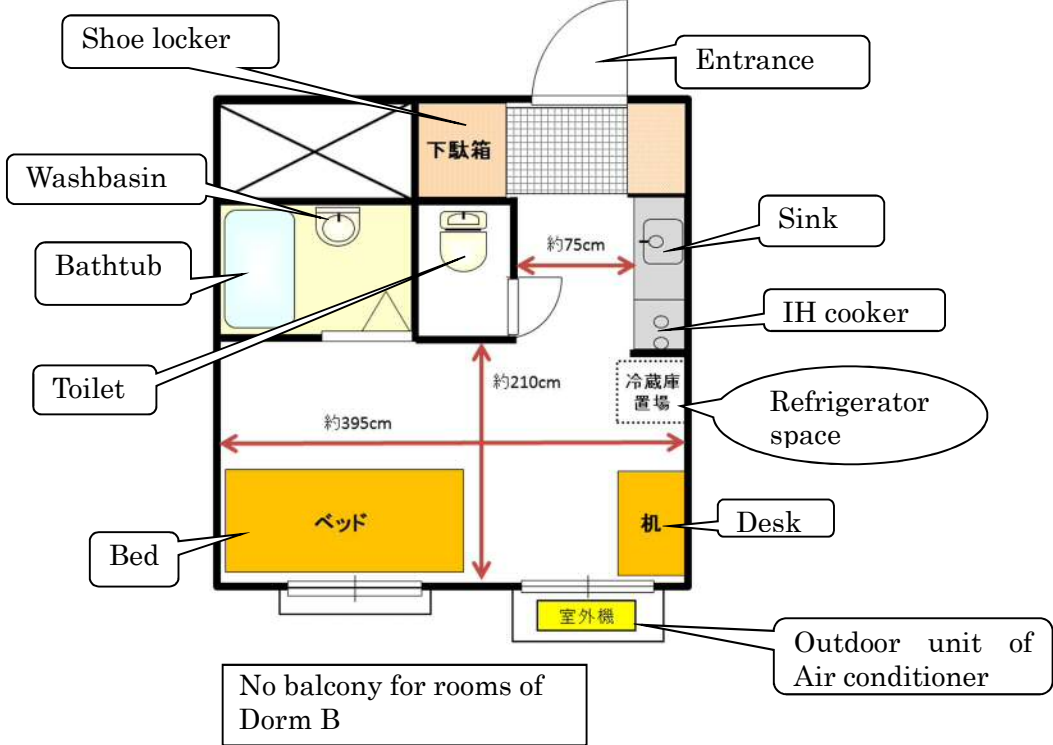 Shoe locker
Entrance
下駄箱
Washbasin
Sink
約75cm
Bathtub
IH cooker
Toilet
約210cm
冷蔵庫
置場
Refrigerator
space
約395cm
ベッド
机
Desk
Bed
室外機
Outdoor unit of
Air conditioner
No balcony for rooms of
Dorm B